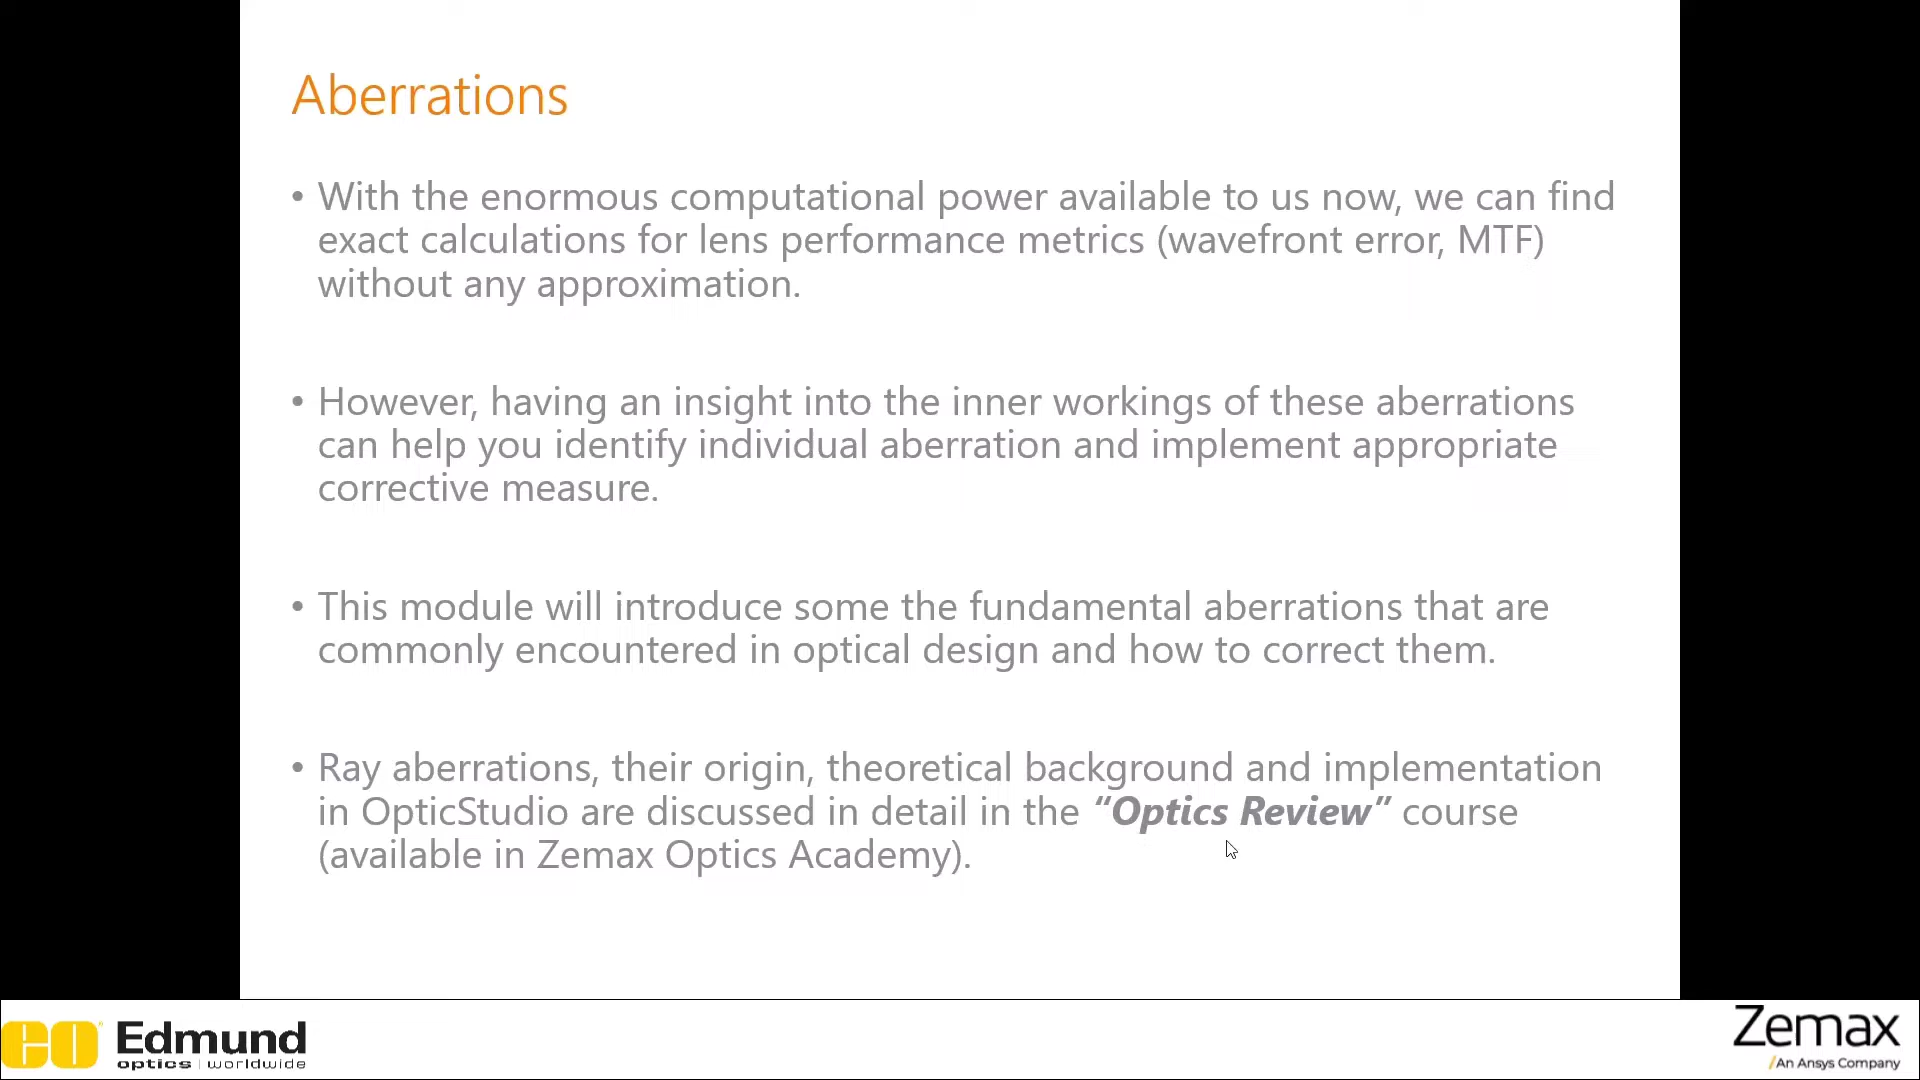 Aberrations
• With the enormous computational power available to us now, we can find
exact calculations for lens performance metrics (wavefront error, MTF)
without any approximation.
• However, having an insight into the inner workings of these aberrations
can help you identify individual aberration and implement appropriate
corrective measure.
• This module will introduce some the fundamental aberrations that are
commonly encountered in optical design and how to correct them.
• Ray aberrations, their origin, theoretical background and implementation
in OpticStudio are discussed in detail in the “Optics Review” course
(available in Zemax Optics Academy).
EO Edmund
optics | worldwide
Zemax
/An Ansys Company